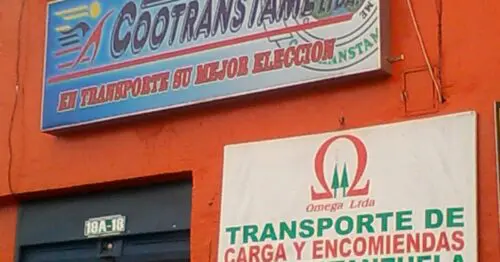 COOTRANSTAME LTDA.
EN TRANSPORTE SU MEJOR ELECCION
18A-18
Omega Ltda
TRANSPORTE DE
CARGA Y ENCOMIENDAS